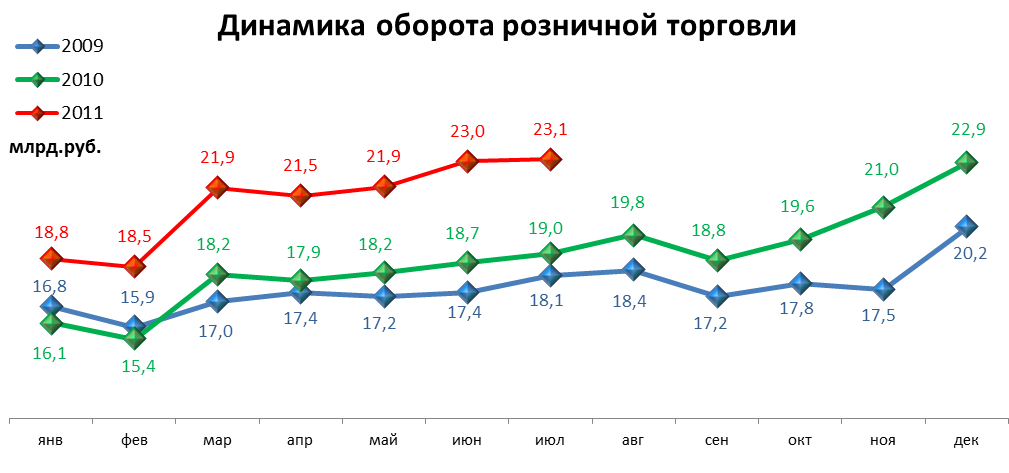 Динамика оборота розничной торговли
2009
2010
2011
млрд.руб.
18,8 18,5 21,9 21,5 21,9 23,0 23,1
16,1 15,4 18,2 17,9 18,2 18,7 19,0 19,8 18,8 19,6 21,0 22,9
16,8 15,9 17,0 17,4 17,2 17,4 18,1 18,4 17,2 17,8 17,5 20,2
янв фев мар апр май июн июл авг сен окт ноя дек